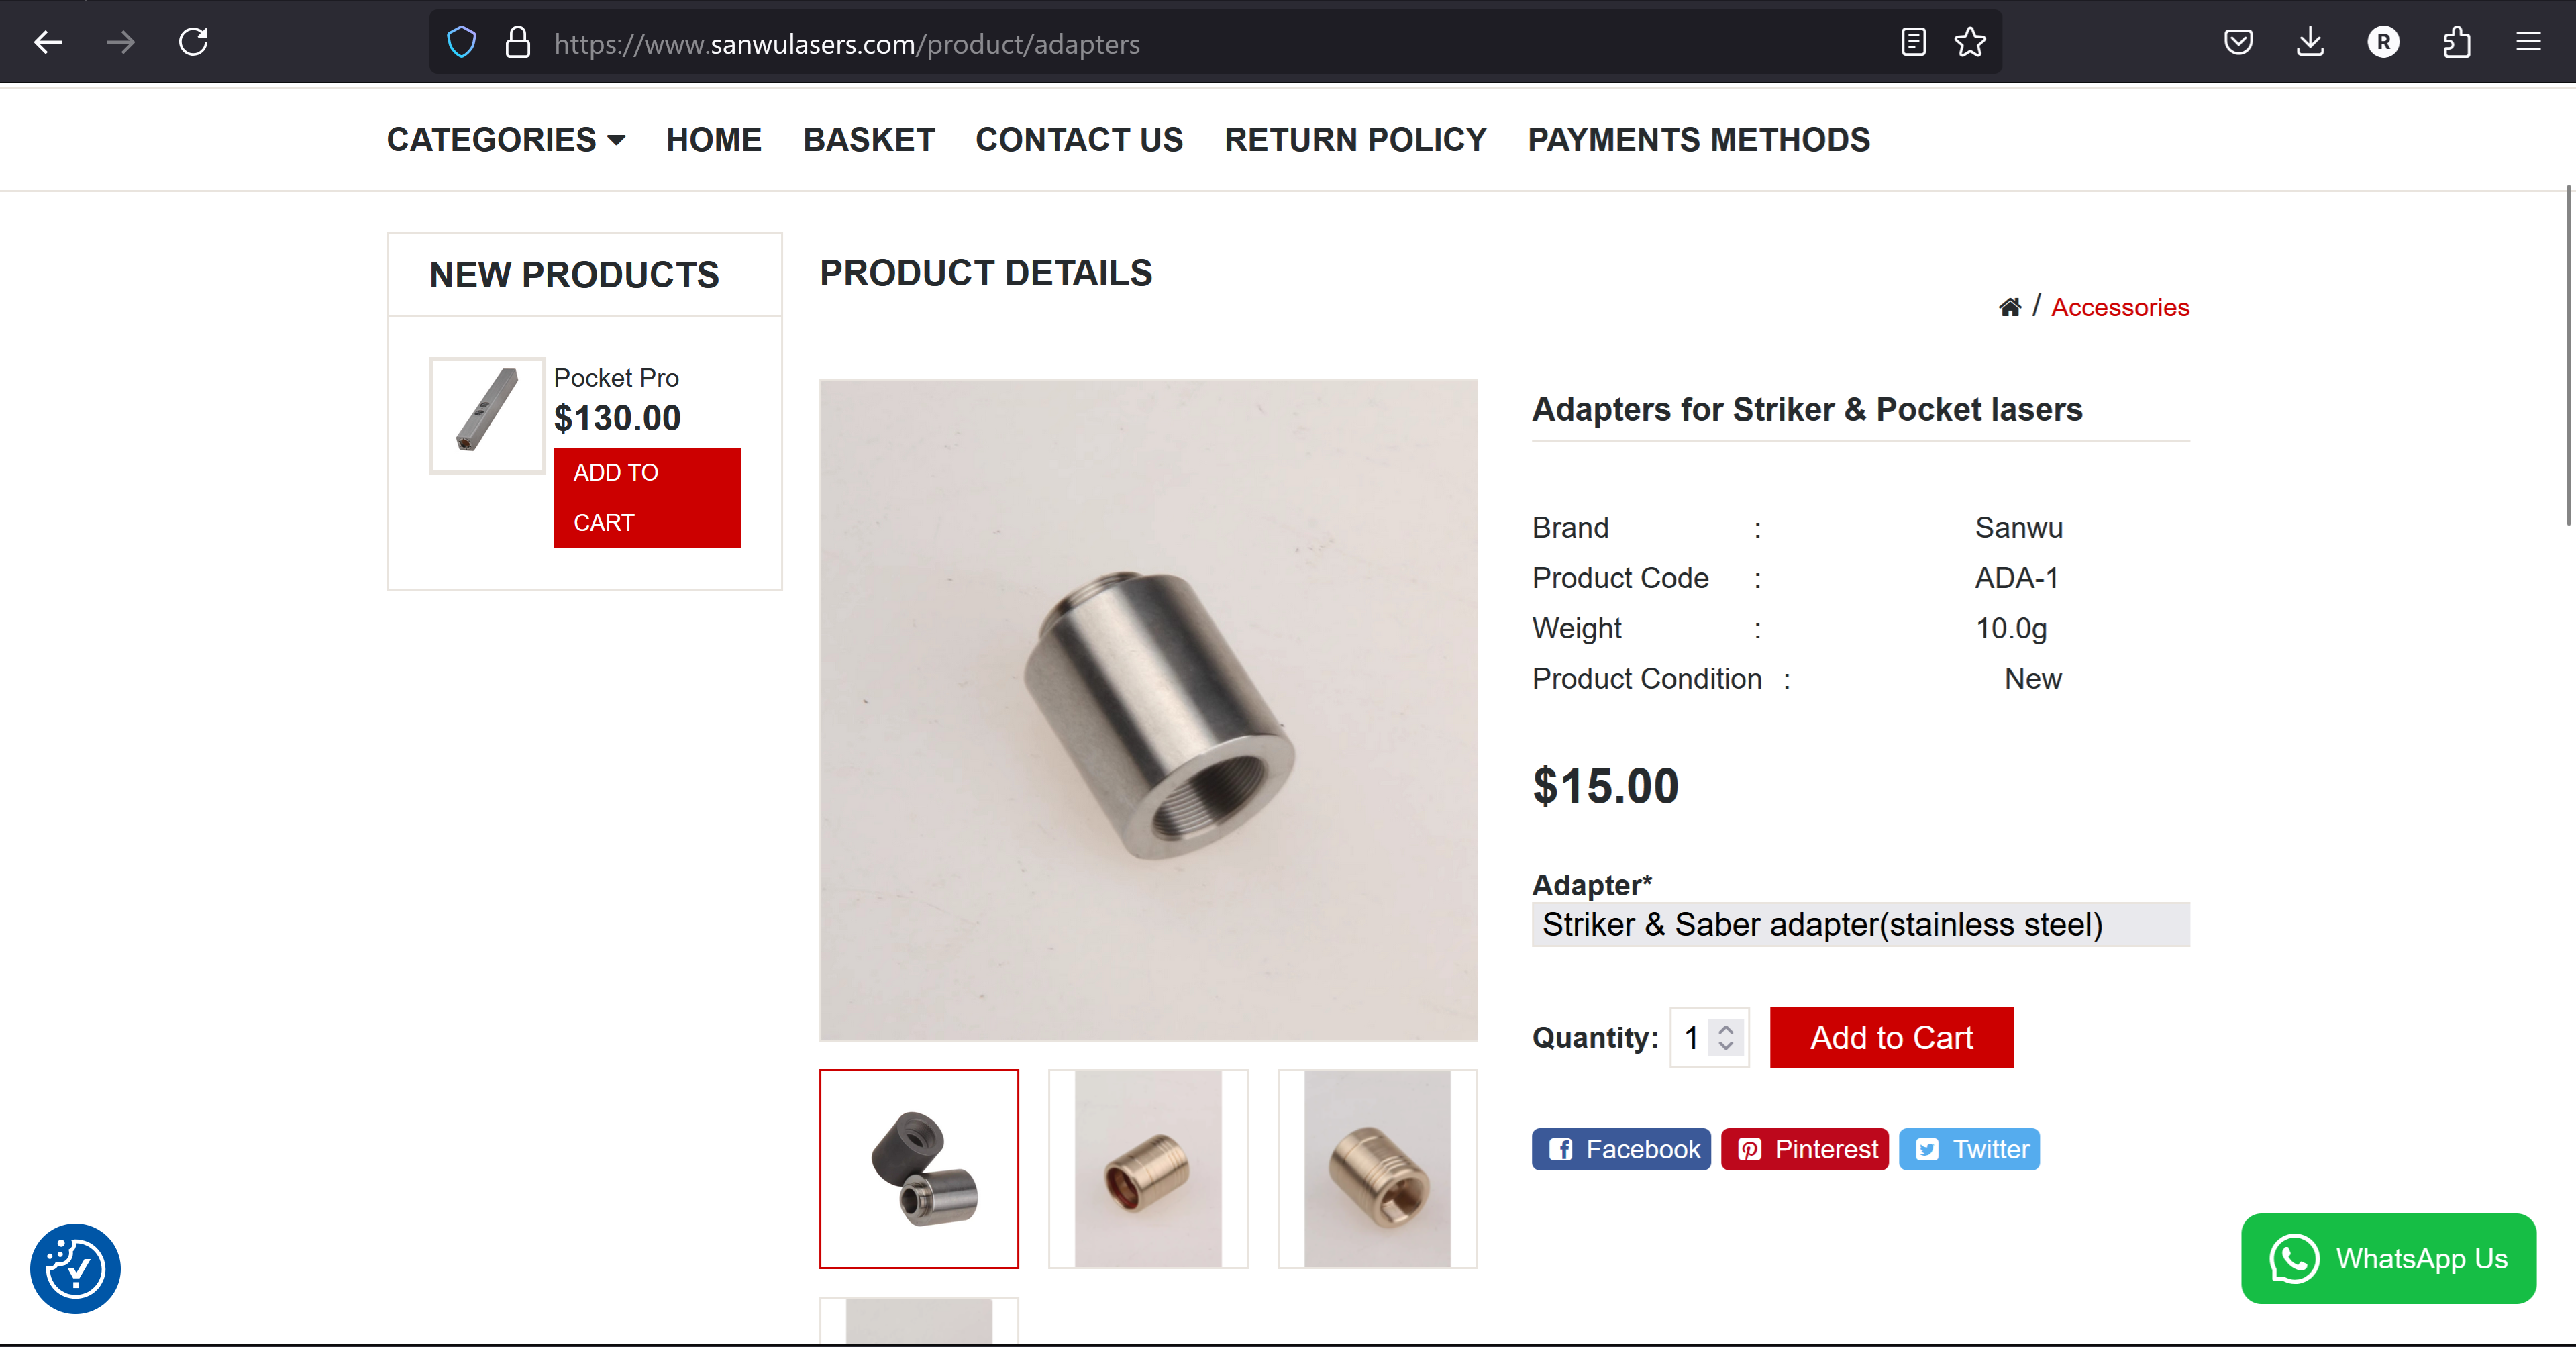 https://www.sanwulasers.com/product/adapters
R
CATEGORIES HOME BASKET CONTACT US RETURN POLICY PAYMENTS METHODS
NEW PRODUCTS
Pocket Pro
$130.00
ADD TO
CART
PRODUCT DETAILS
/ Accessories
Adapters for Striker & Pocket lasers
Brand : Sanwu
Product Code : ADA-1
Weight : 10.0g
Product Condition : New
$15.00
Adapter*
Striker & Saber adapter(stainless steel)
Quantity: 1 Add to Cart
Facebook Pinterest Twitter
WhatsApp Us